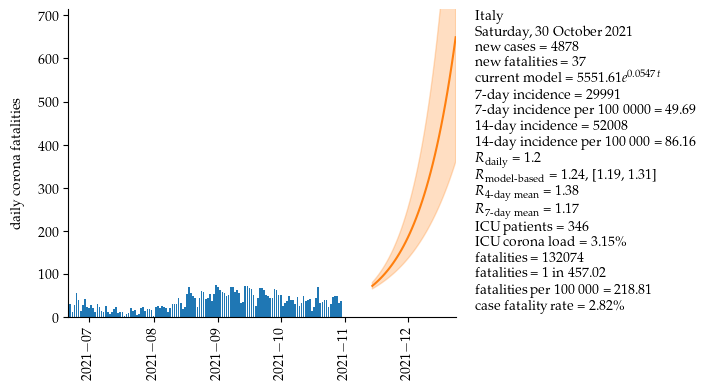 700
600
500
400
300
200
100
0
daily corona fatalities
2021−07
2021−08
2021−09
2021−10
2021−11
2021−12
Italy
Saturday, 30 October 2021
new cases = 4878
new fatalities = 37
current model = 5551.61e^0.0547 t
7-day incidence = 29991
7-day incidence per 100 0000 = 49.69
14-day incidence = 52008
14-day incidence per 100 000 = 86.16
R_daily = 1.2
R_model-based = 1.24, [1.19, 1.31]
R_4-day mean = 1.38
R_7-day mean = 1.17
ICU patients = 346
ICU corona load = 3.15%
fatalities = 132074
fatalities = 1 in 457.02
fatalities per 100 000 = 218.81
case fatality rate = 2.82%